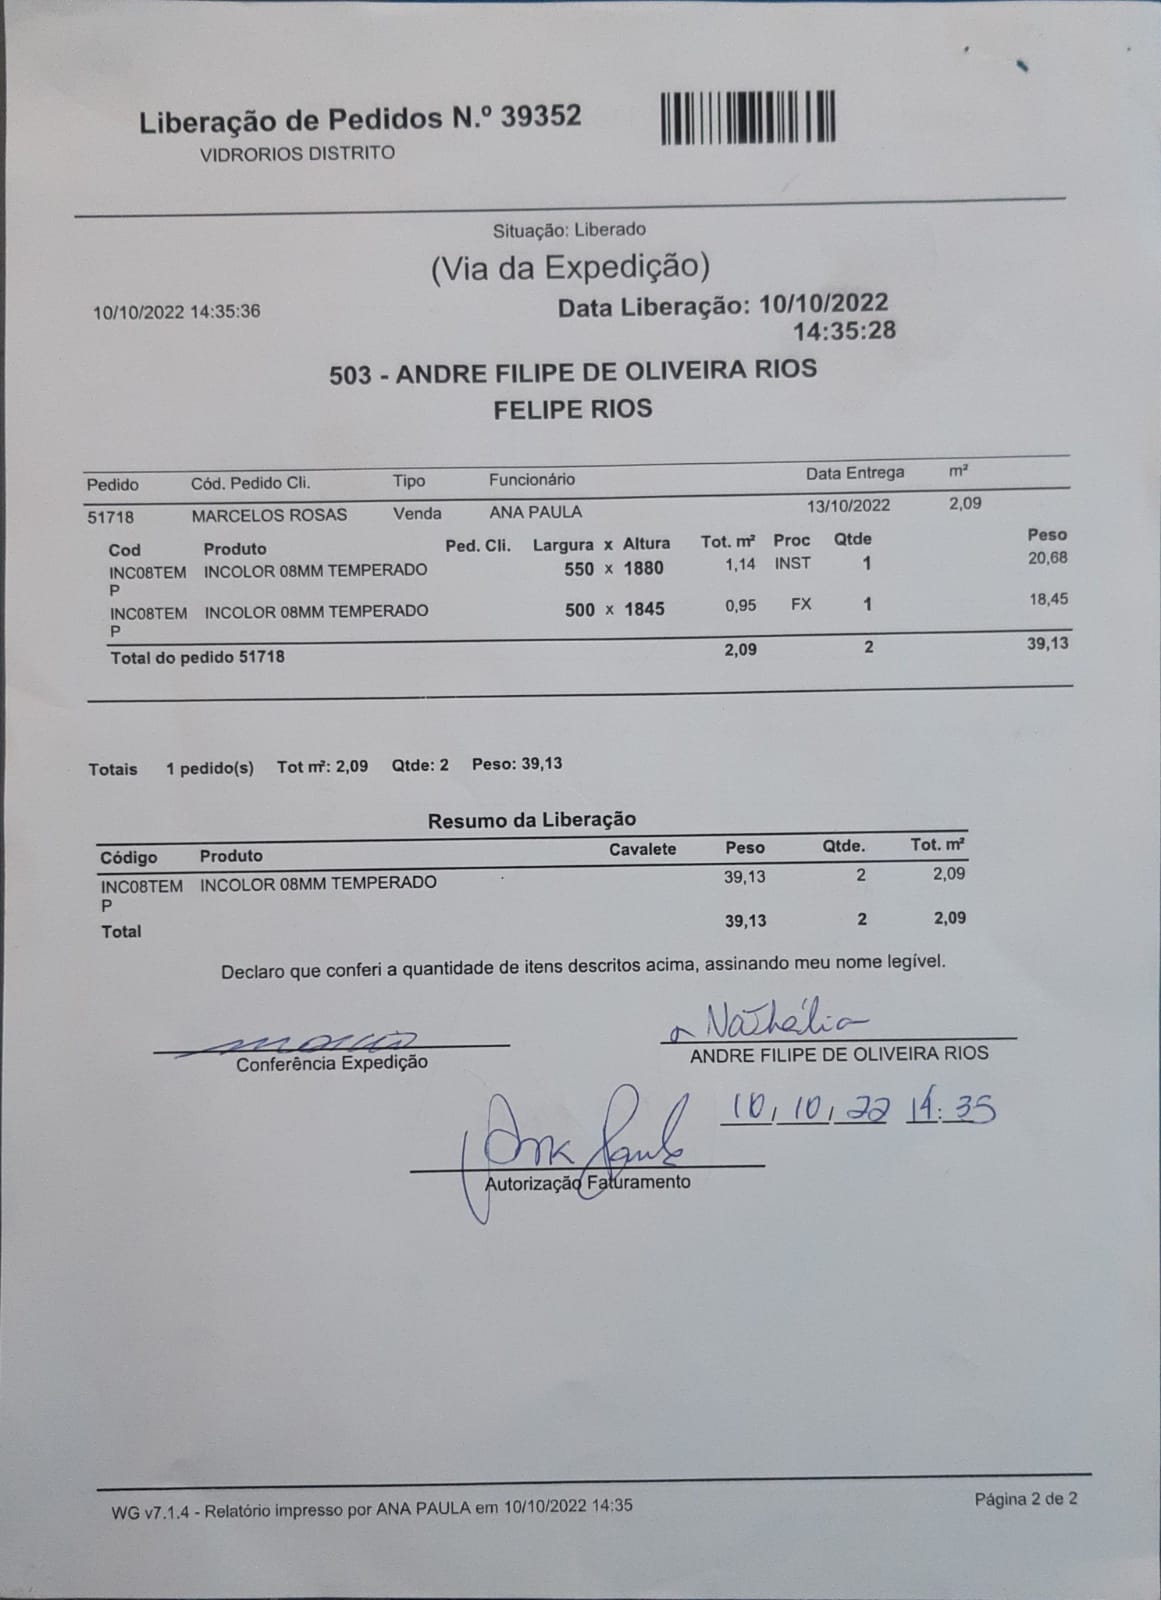 Liberação de Pedidos N.º 39352
VIDRORIOS DISTRITO
Situação: Liberado
(Via da Expedição)
10/10/2022 14:35:36
Data Liberação: 10/10/2022
14:35:28
503 - ANDRE FILIPE DE OLIVEIRA RIOS
FELIPE RIOS
Pedido Cód. Pedido Cli. Tipo Funcionário Data Entrega m²
51718 MARCELOS ROSAS Venda ANA PAULA 13/10/2022 2,09
Cod Produto Ped. Cli. Largura x Altura Tot. m² Proc Qtde Peso
INC08TEM INCOLOR 08MM TEMPERADO 550 x 1880 1,14 INST 1 20,68
P
INC08TEM INCOLOR 08MM TEMPERADO 500 x 1845 0,95 FX 1 18,45
P
Total do pedido 51718 2,09 2 39,13
Totais 1 pedido(s) Tot m²: 2,09 Qtde: 2 Peso: 39,13
Resumo da Liberação
Código Produto Cavalete Peso Qtde. Tot. m²
INC08TEM INCOLOR 08MM TEMPERADO 39,13 2 2,09
P
Total 39,13 2 2,09
Declaro que conferi a quantidade de itens descritos acima, assinando meu nome legível.
Nathália
Conferência Expedição ANDRE FILIPE DE OLIVEIRA RIOS
10, 10, 22 14:35
Ana Paula
Autorização Faturamento
WG v7.1.4 - Relatório impresso por ANA PAULA em 10/10/2022 14:35 Página 2 de 2